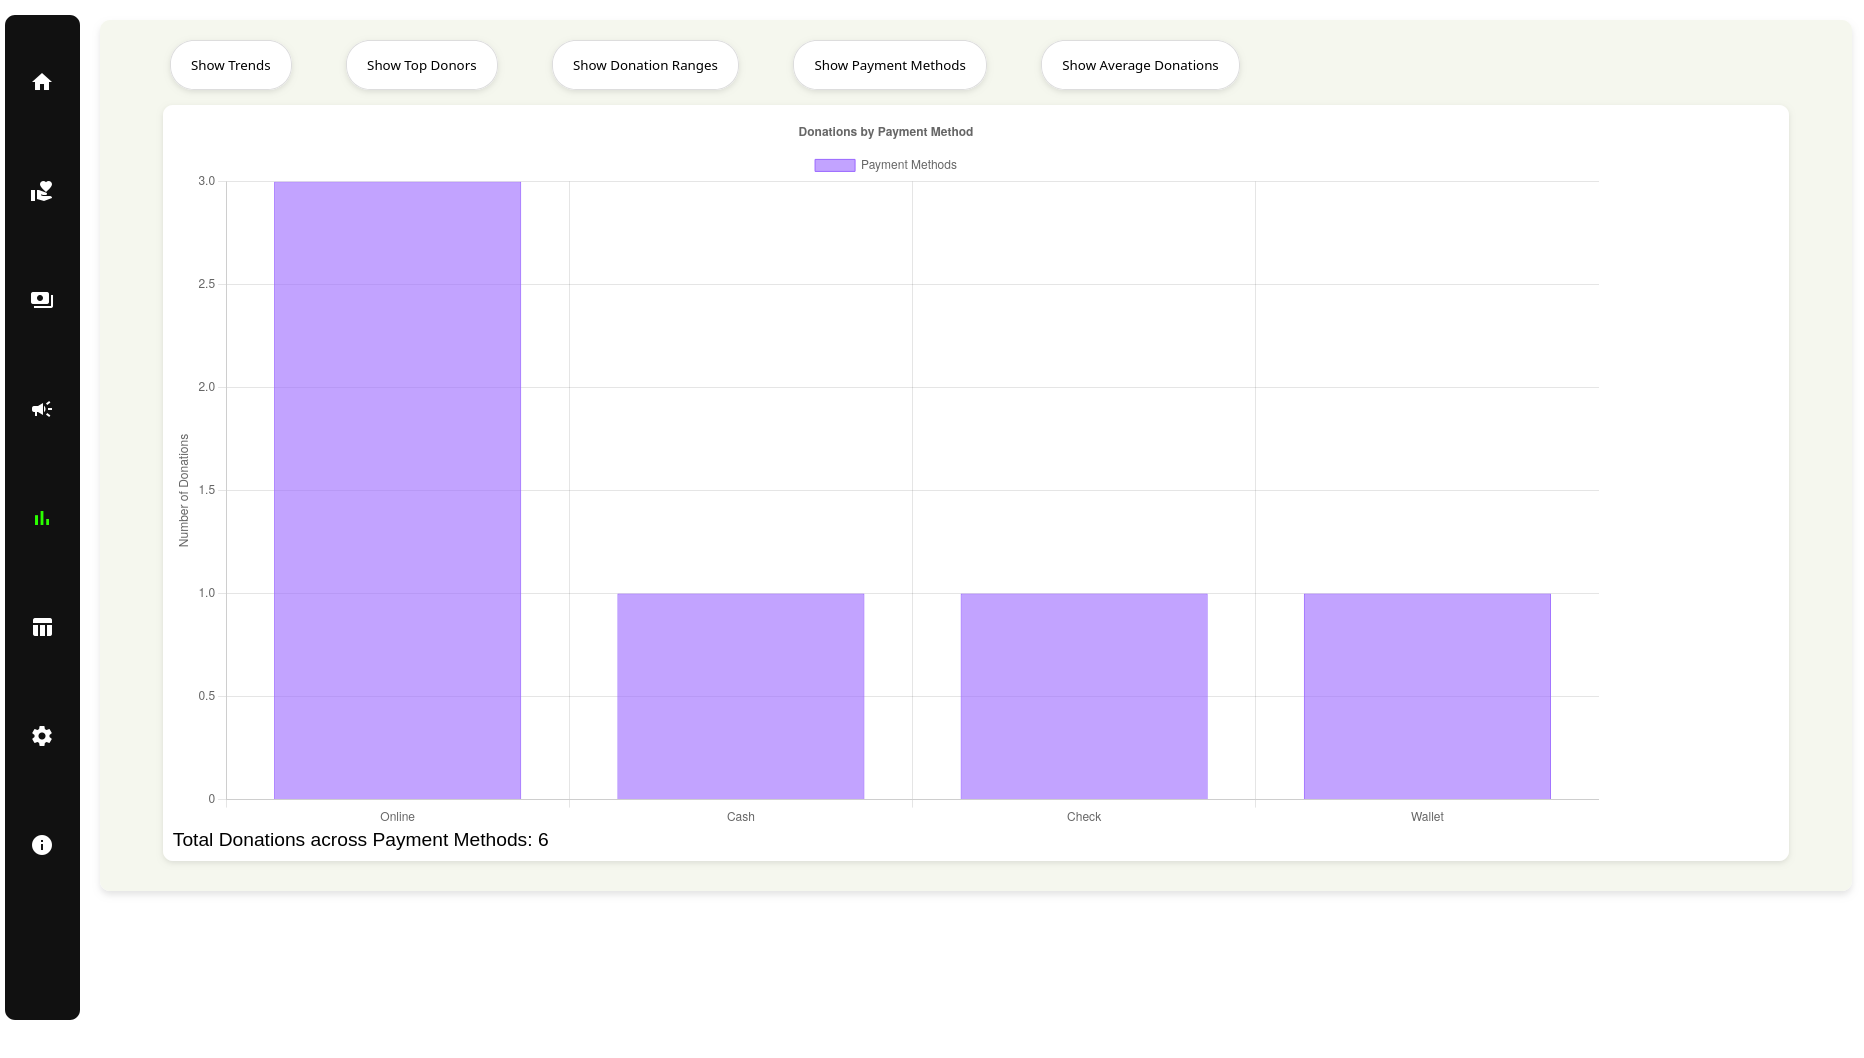 Show Trends
Show Top Donors
Show Donation Ranges
Show Payment Methods
Show Average Donations
Donations by Payment Method
Payment Methods
Number of Donations
3.0
2.5
2.0
1.5
1.0
0.5
0
Online
Cash
Check
Wallet
Total Donations across Payment Methods: 6